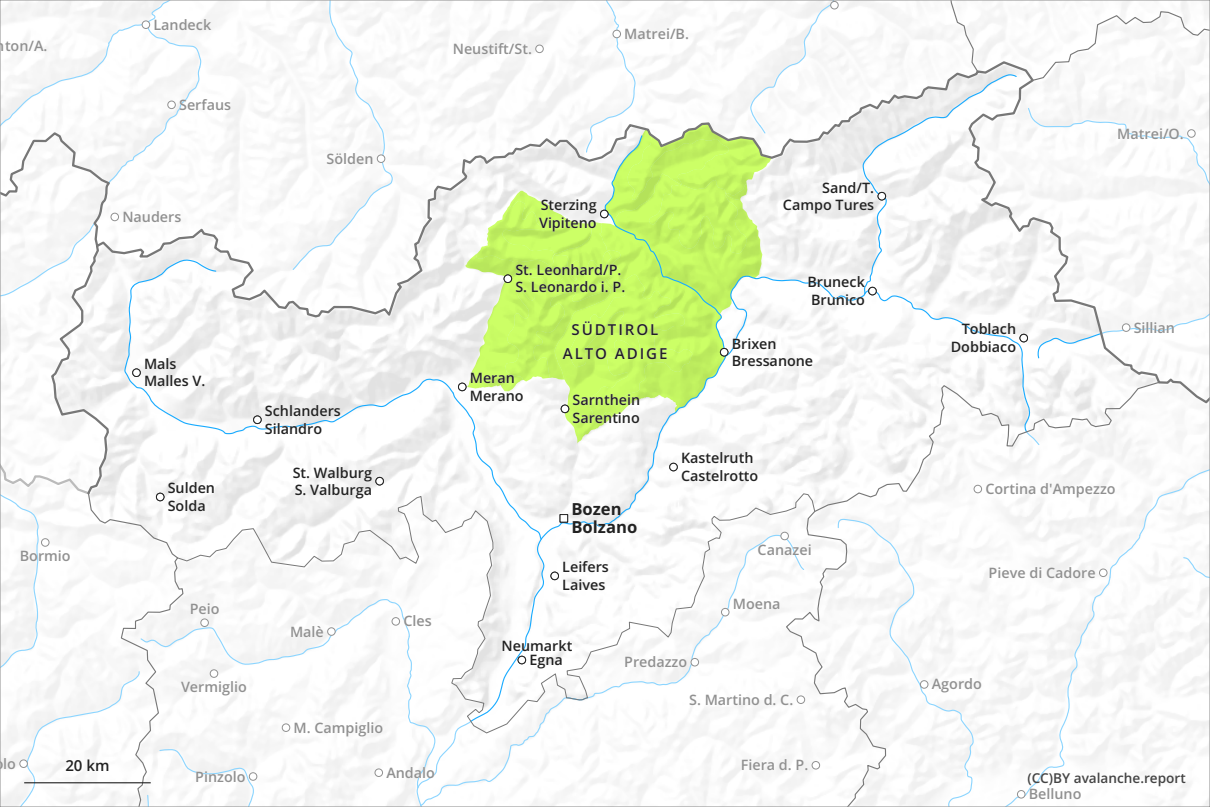 Landeck
nton/A.
Neustift/St.
Matrei/B.
Serfaus
Matrei/O.
Sölden
Sand/T.
Campo Tures
Nauders
Sterzing
Vipiteno
St. Leonhard/P.
S. Leonardo i. P.
Bruneck
Brunico
SÜDTIROL
ALTO ADIGE
Toblach
Dobbiaco
Sillian
Brixen
Bressanone
Mals
Malles V.
Meran
Merano
Schlanders
Silandro
Sarnthein
Sarentino
St. Walburg
S. Valburga
Kastelruth
Castelrotto
Sulden
Solda
Cortina d'Ampezzo
Bozen
Bolzano
Bormio
Canazei
Leifers
Laives
Pieve di Cadore
Peio
Malè
Cles
Moena
Neumarkt
Egna
Predazzo
Vermiglio
Agordo
S. Martino d. C.
M. Campiglio
olo
20 km
Pinzolo
Andalo
Fiera d. P.
(CC)BY avalanche.report
Belluno